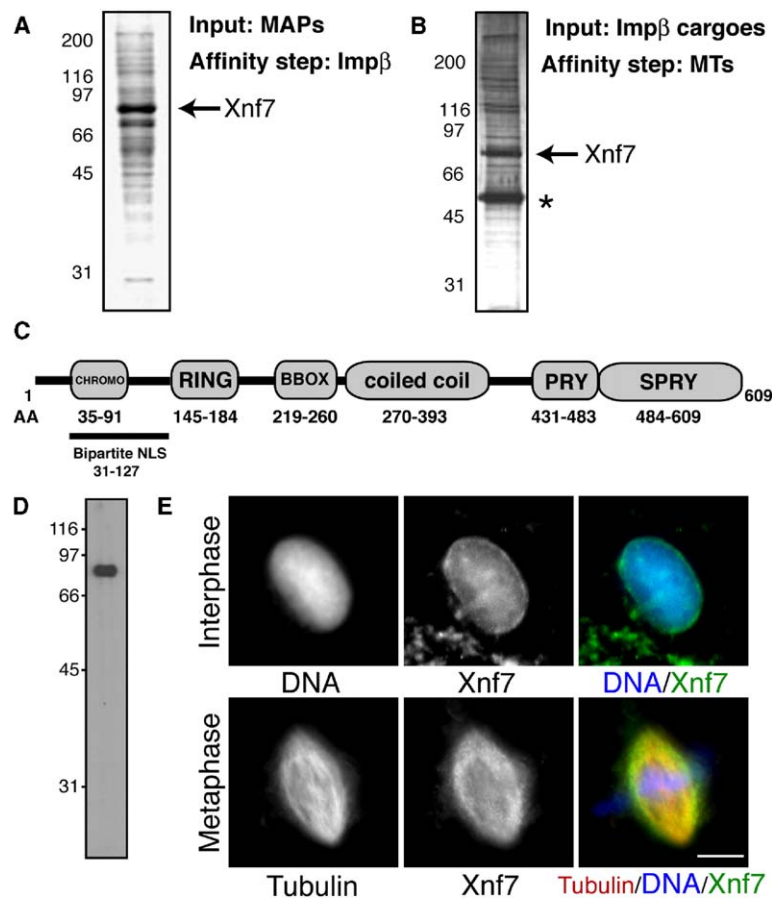 A
Input: MAPs
Affinity step: Impβ
200
116
97
66
45
31
Xnf7
B
Input: Impβ cargoes
Affinity step: MTs
200
116
97
66
45
31
Xnf7
*
C
CHROMO
RING
BBOX
coiled coil
PRY
SPRY
1
609
AA
35-91
145-184
219-260
270-393
431-483
484-609
Bipartite NLS
31-127
D
116
97
66
45
31
E
Interphase
DNA
Xnf7
DNA/Xnf7
Metaphase
Tubulin
Xnf7
Tubulin/DNA/Xnf7